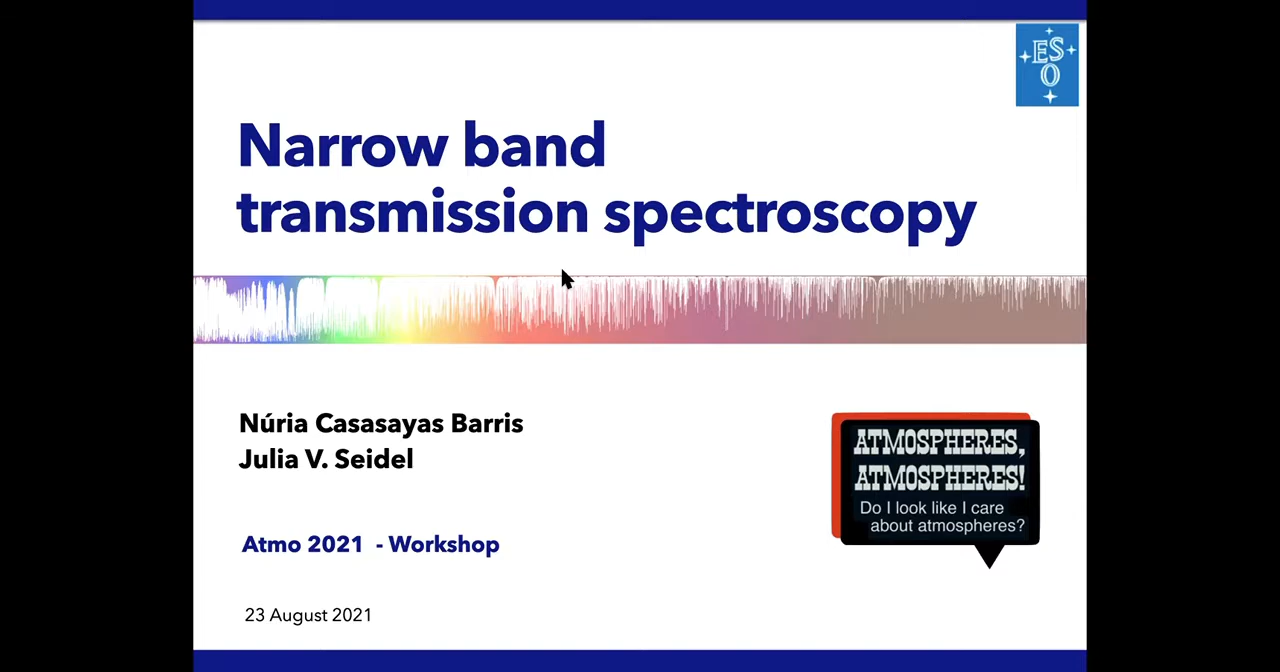 ES
O
Narrow band
transmission spectroscopy
Núria Casasayas Barris
Julia V. Seidel
ATMOSPHERES,
ATMOSPHERES!
Do I look like I care
about atmospheres?
Atmo 2021 - Workshop
23 August 2021